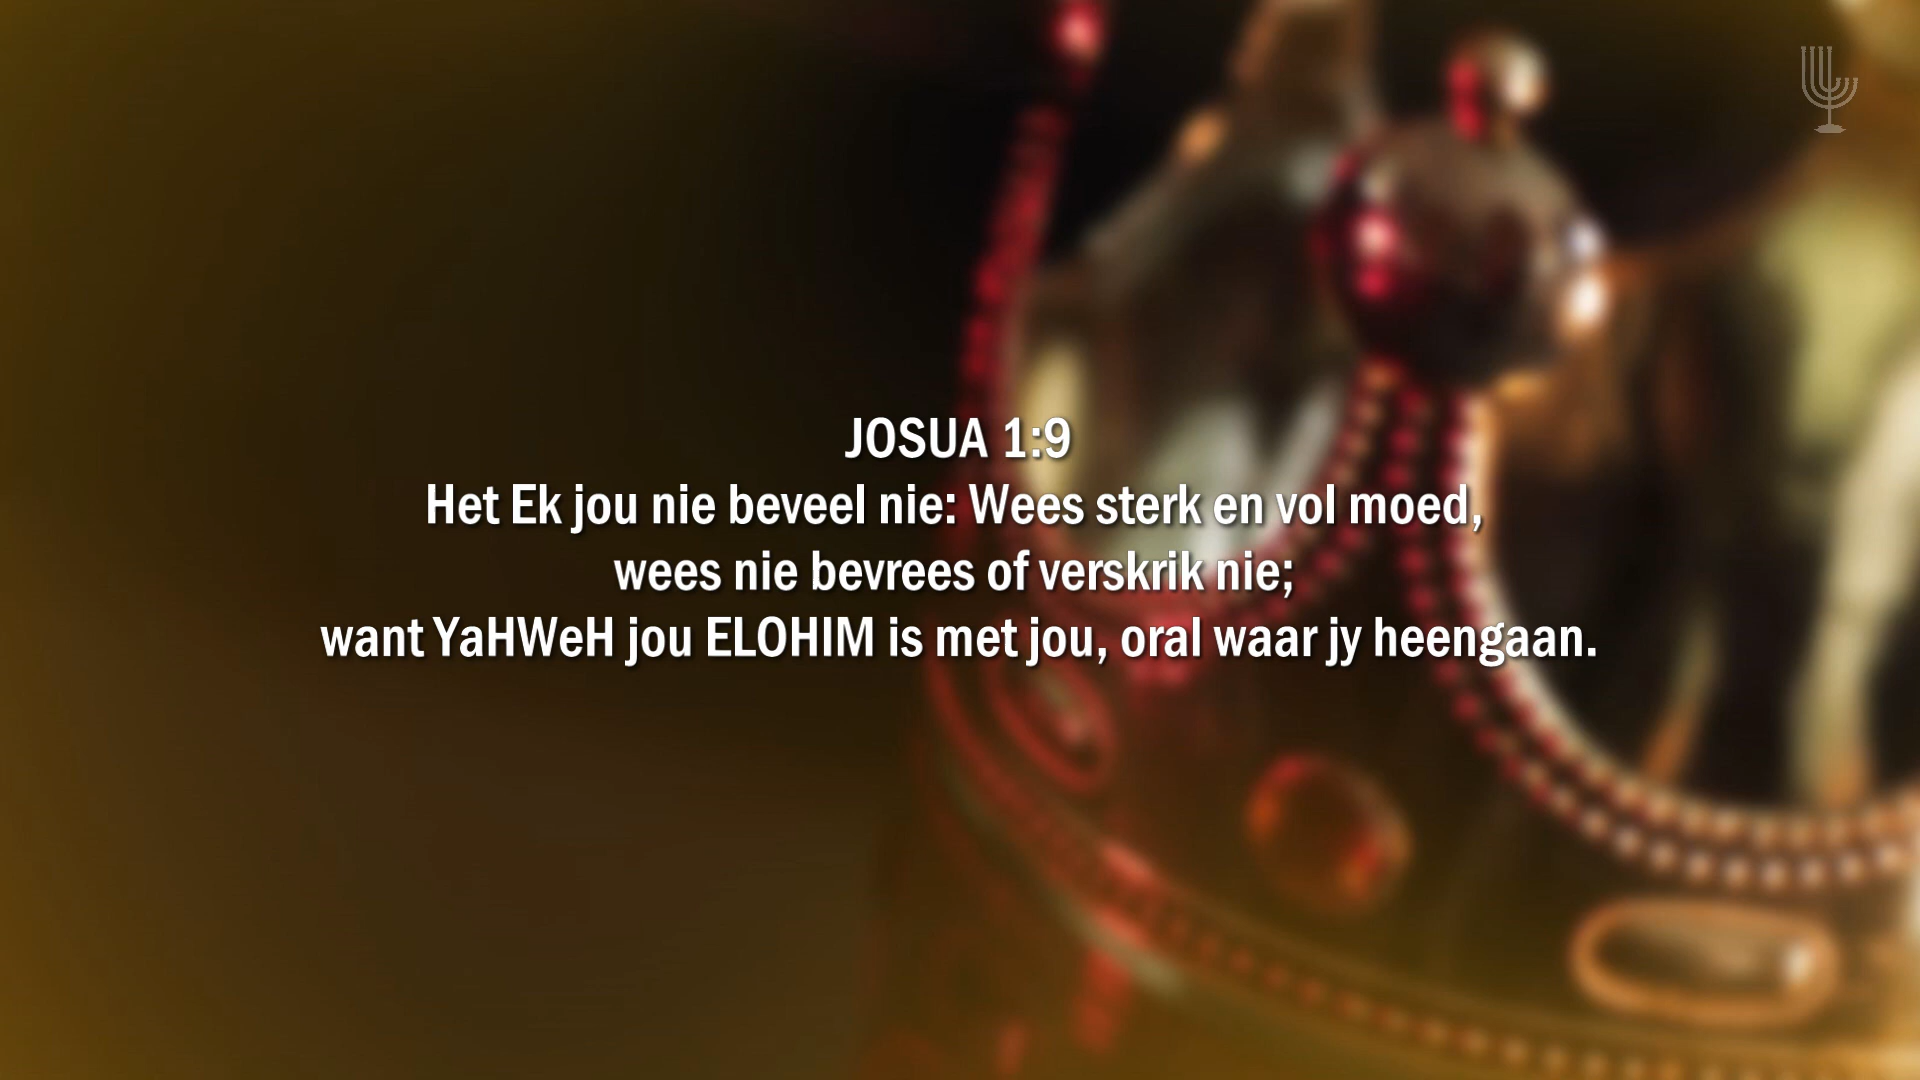 JOSUA 1:9
Het Ek jou nie beveel nie: Wees sterk en vol moed,
wees nie bevrees of verskrik nie;
want YaHWeH jou ELOHIM is met jou, oral waar jy heengaan.